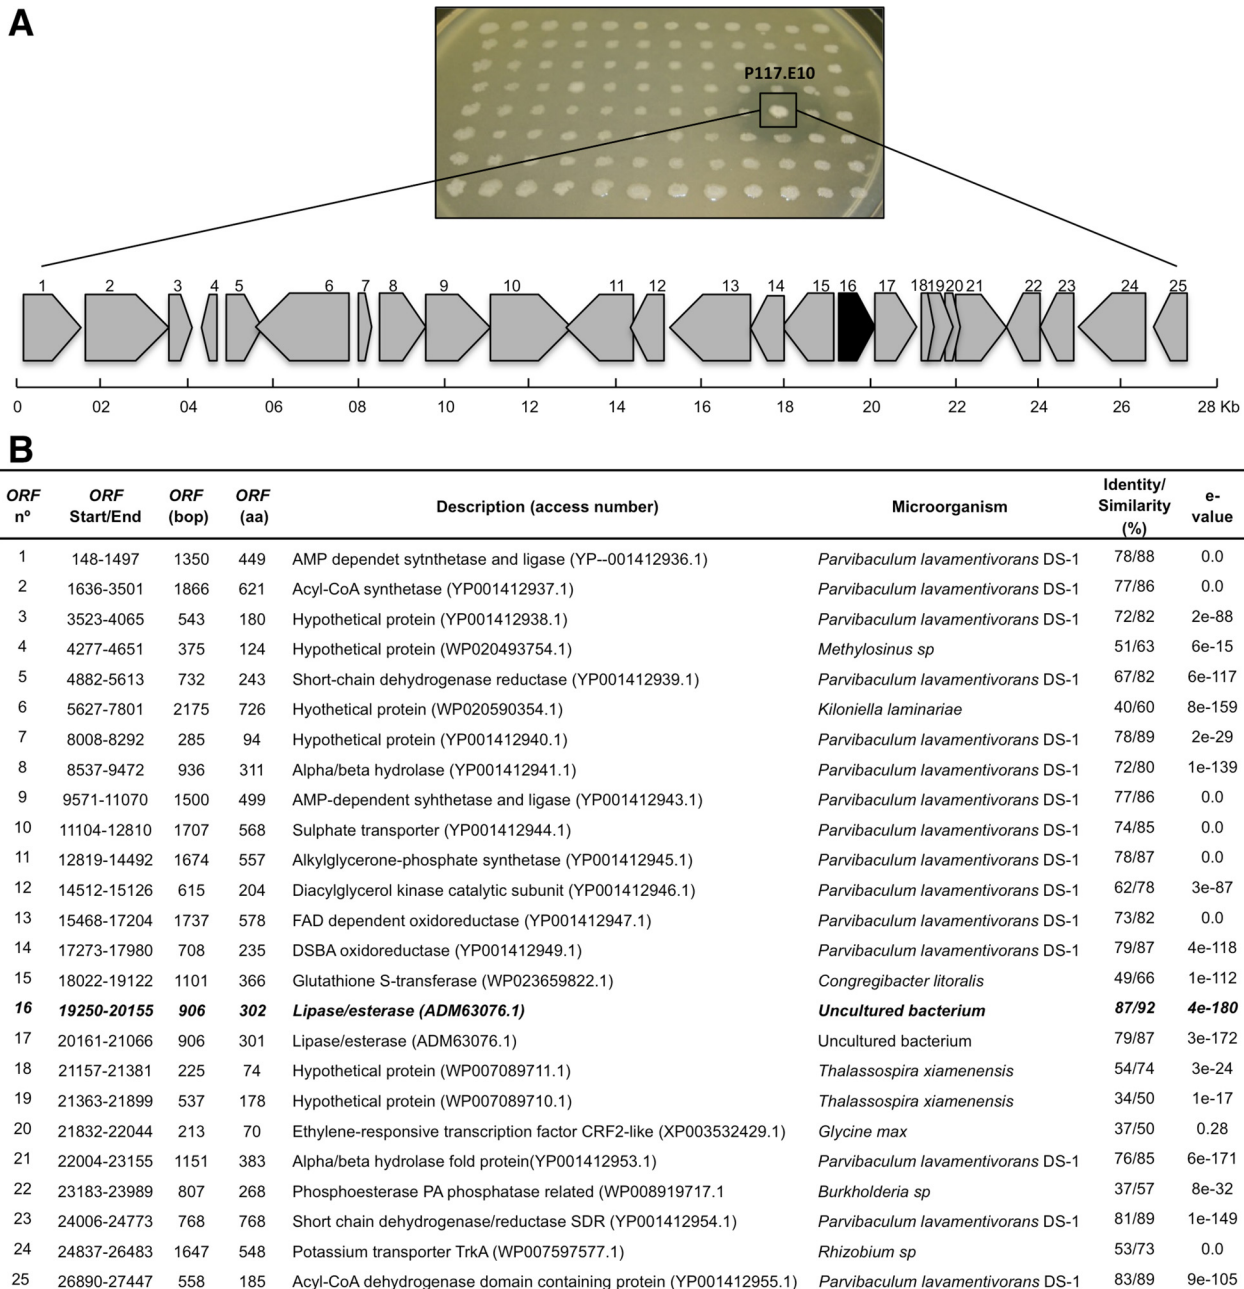 A
P117.E10
1 2 3 4 5 6 7 8 9 10 11 12 13 14 15 16 17 18 19 20 21 22 23 24 25
0 02 04 06 08 10 12 14 16 18 20 22 24 26 28 Kb
B
ORF nº ORF Start/End ORF (bop) ORF (aa) Description (access number) Microorganism Identity/ Similarity (%) e- value
1 148-1497 1350 449 AMP dependet sytnthetase and ligase (YP--001412936.1) Parvibaculum lavamentivorans DS-1 78/88 0.0
2 1636-3501 1866 621 Acyl-CoA synthetase (YP001412937.1) Parvibaculum lavamentivorans DS-1 77/86 0.0
3 3523-4065 543 180 Hypothetical protein (YP001412938.1) Parvibaculum lavamentivorans DS-1 72/82 2e-88
4 4277-4651 375 124 Hypothetical protein (WP020493754.1) Methylosinus sp 51/63 6e-15
5 4882-5613 732 243 Short-chain dehydrogenase reductase (YP001412939.1) Parvibaculum lavamentivorans DS-1 67/82 6e-117
6 5627-7801 2175 726 Hyothetical protein (WP020590354.1) Kiloniella laminariae 40/60 8e-159
7 8008-8292 285 94 Hypothetical protein (YP001412940.1) Parvibaculum lavamentivorans DS-1 78/89 2e-29
8 8537-9472 936 311 Alpha/beta hydrolase (YP001412941.1) Parvibaculum lavamentivorans DS-1 72/80 1e-139
9 9571-11070 1500 499 AMP-dependent syhthetase and ligase (YP001412943.1) Parvibaculum lavamentivorans DS-1 77/86 0.0
10 11104-12810 1707 568 Sulphate transporter (YP001412944.1) Parvibaculum lavamentivorans DS-1 74/85 0.0
11 12819-14492 1674 557 Alkylglycerone-phosphate synthetase (YP001412945.1) Parvibaculum lavamentivorans DS-1 78/87 0.0
12 14512-15126 615 204 Diacylglycerol kinase catalytic subunit (YP001412946.1) Parvibaculum lavamentivorans DS-1 62/78 3e-87
13 15468-17204 1737 578 FAD dependent oxidoreductase (YP001412947.1) Parvibaculum lavamentivorans DS-1 73/82 0.0
14 17273-17980 708 235 DSBA oxidoreductase (YP001412949.1) Parvibaculum lavamentivorans DS-1 79/87 4e-118
15 18022-19122 1101 366 Glutathione S-transferase (WP023659822.1) Congregibacter litoralis 49/66 1e-112
16 19250-20155 906 302 Lipase/esterase (ADM63076.1) Uncultured bacterium 87/92 4e-180
17 20161-21066 906 301 Lipase/esterase (ADM63076.1) Uncultured bacterium 79/87 3e-172
18 21157-21381 225 74 Hypothetical protein (WP007089711.1) Thalassospira xiamenensis 54/74 3e-24
19 21363-21899 537 178 Hypothetical protein (WP007089710.1) Thalassospira xiamenensis 34/50 1e-17
20 21832-22044 213 70 Ethylene-responsive transcription factor CRF2-like (XP003532429.1) Glycine max 37/50 0.28
21 22004-23155 1151 383 Alpha/beta hydrolase fold protein(YP001412953.1) Parvibaculum lavamentivorans DS-1 76/85 6e-171
22 23183-23989 807 268 Phosphoesterase PA phosphatase related (WP008919717.1 Burkholderia sp 37/57 8e-32
23 24006-24773 768 768 Short chain dehydrogenase/reductase SDR (YP001412954.1) Parvibaculum lavamentivorans DS-1 81/89 1e-149
24 24837-26483 1647 548 Potassium transporter TrkA (WP007597577.1) Rhizobium sp 53/73 0.0
25 26890-27447 558 185 Acyl-CoA dehydrogenase domain containing protein (YP001412955.1) Parvibaculum lavamentivorans DS-1 83/89 9e-105